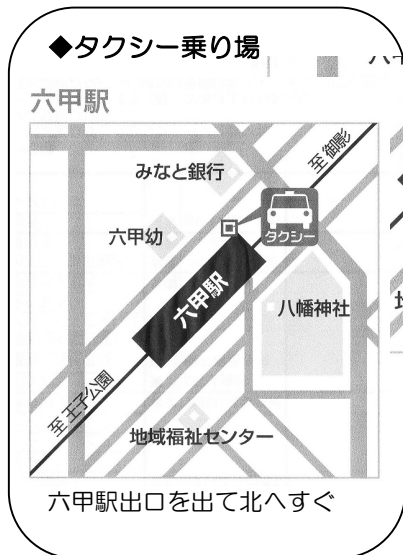 ◆タクシー乗り場
六甲駅
至 御影
みなと銀行
タクシー
六甲幼
六甲駅
八幡神社
至 王子公園
地域福祉センター
六甲駅出口を出て北へすぐ